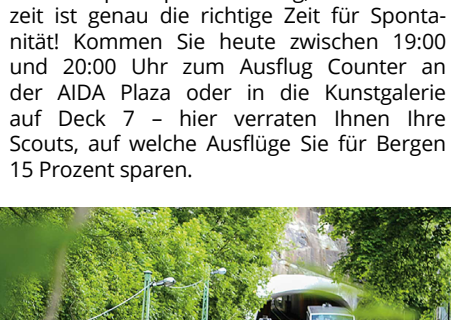 zeit ist genau die richtige Zeit für Sponta-
nität! Kommen Sie heute zwischen 19:00
und 20:00 Uhr zum Ausflug Counter an
der AIDA Plaza oder in die Kunstgalerie
auf Deck 7 – hier verraten Ihnen Ihre
Scouts, auf welche Ausflüge Sie für Bergen
15 Prozent sparen.